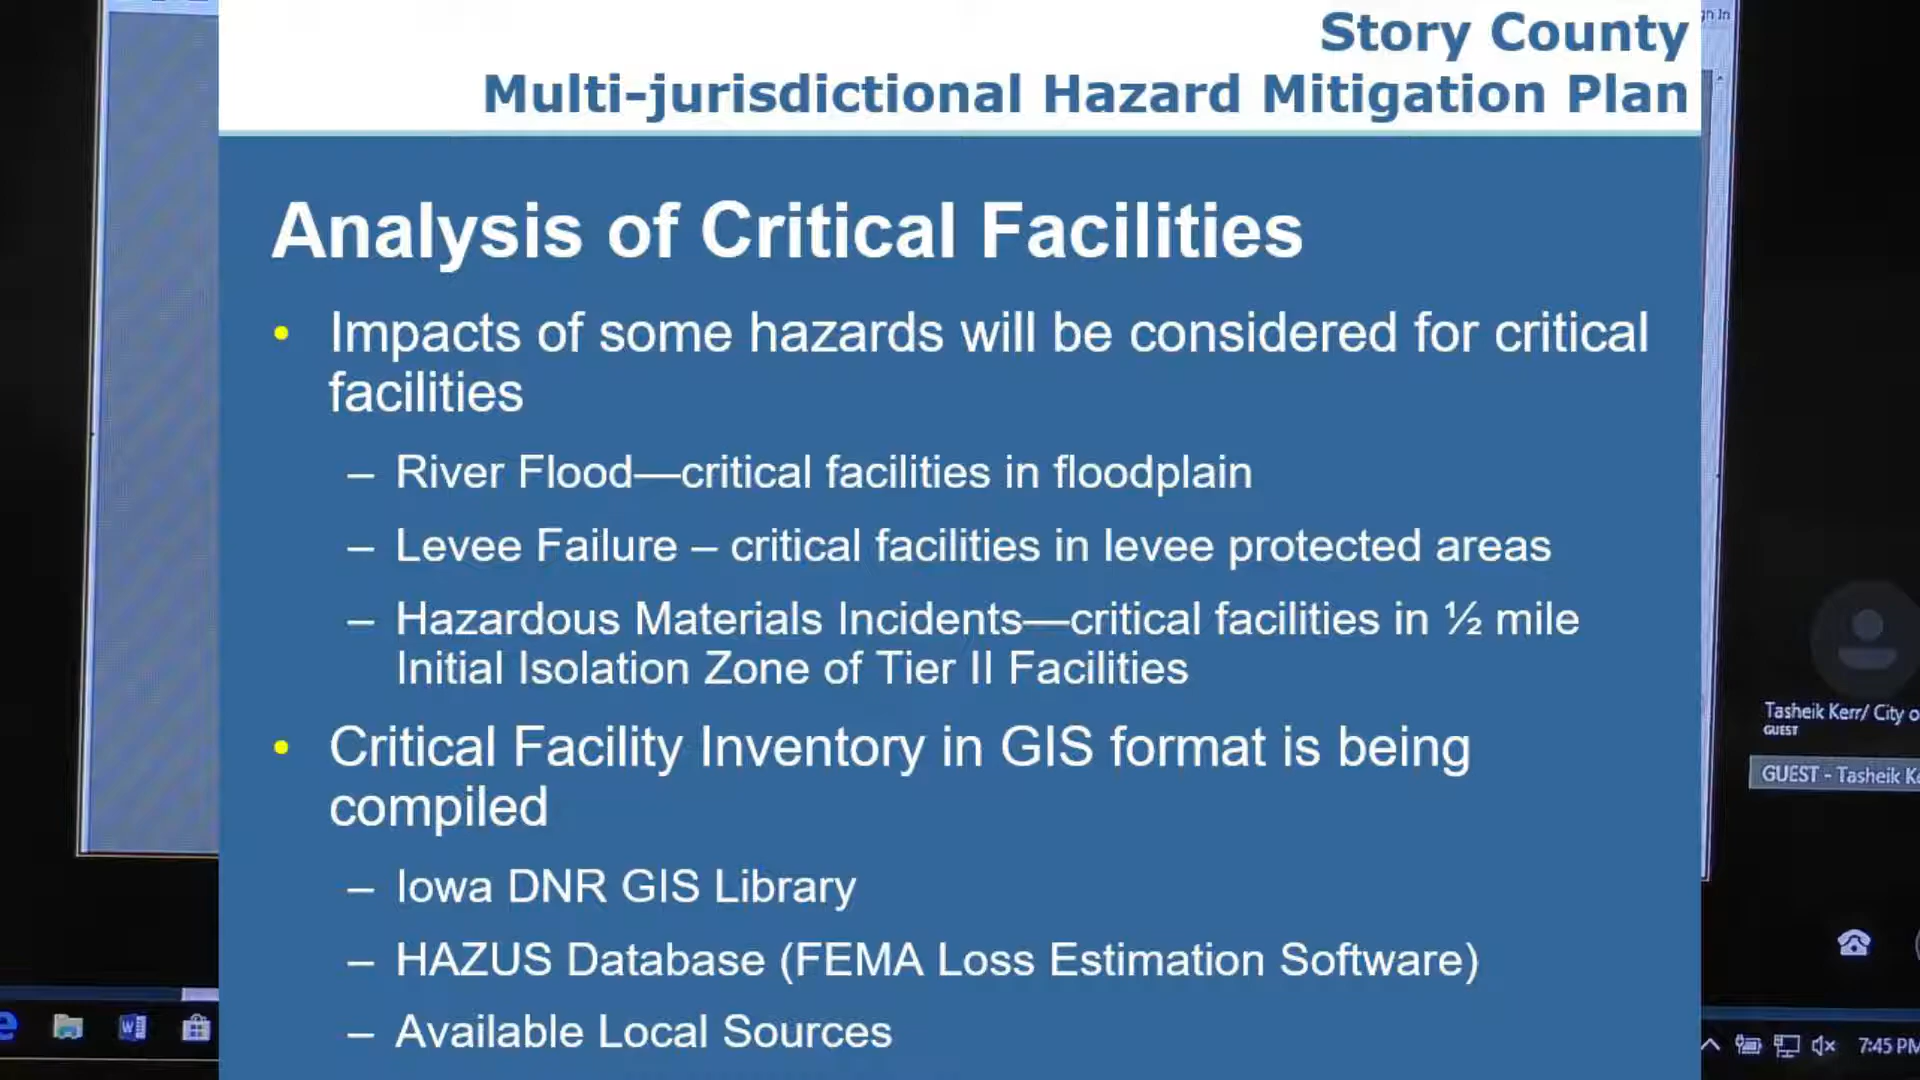 Story County
Multi-jurisdictional Hazard Mitigation Plan
Analysis of Critical Facilities
• Impacts of some hazards will be considered for critical
facilities
– River Flood—critical facilities in floodplain
– Levee Failure – critical facilities in levee protected areas
– Hazardous Materials Incidents—critical facilities in ½ mile
Initial Isolation Zone of Tier II Facilities
• Critical Facility Inventory in GIS format is being
compiled
– Iowa DNR GIS Library
– HAZUS Database (FEMA Loss Estimation Software)
– Available Local Sources
Tasheik Kerr/ City o
GUEST
GUEST - Tasheik Ke
7:45 PM